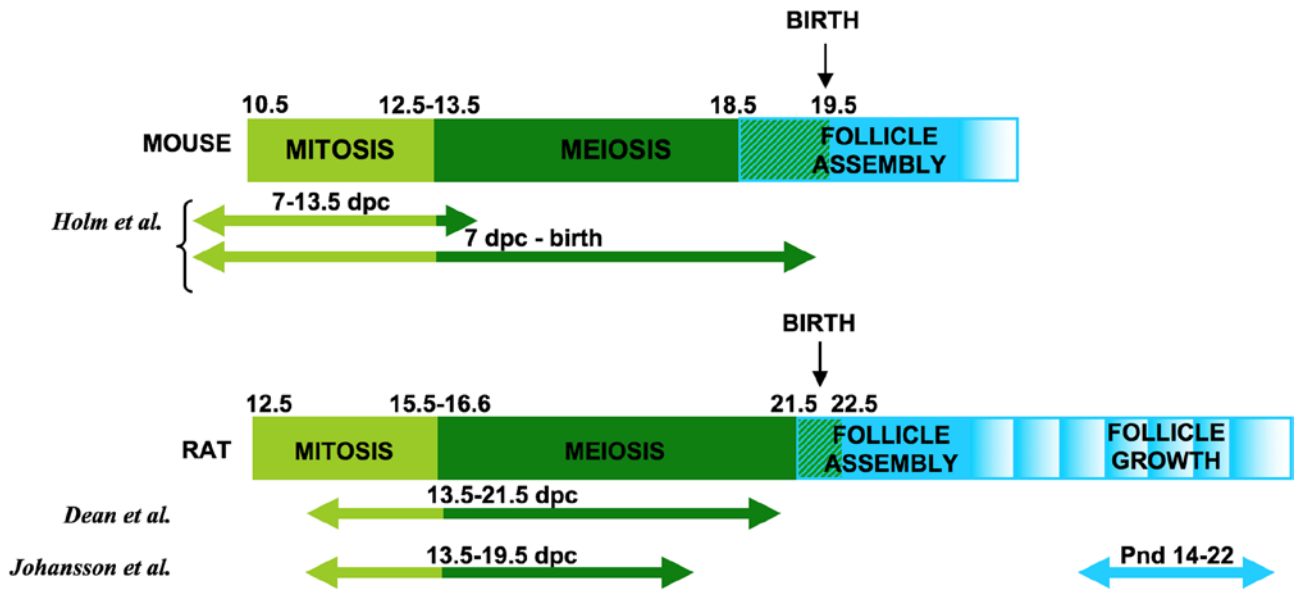 BIRTH
10.5 12.5-13.5 18.5 19.5
MOUSE MITOSIS MEIOSIS FOLLICLE
ASSEMBLY
Holm et al. 7-13.5 dpc
7 dpc - birth
BIRTH
12.5 15.5-16.6 21.5 22.5
RAT MITOSIS MEIOSIS FOLLICLE ASSEMBLY FOLLICLE GROWTH
Dean et al. 13.5-21.5 dpc
Johansson et al. 13.5-19.5 dpc Pnd 14-22